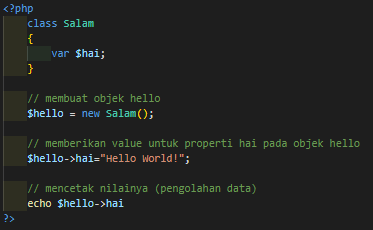 <?php
class Salam
{
var $hai;
}
// membuat objek hello
$hello = new Salam();
// memberikan value untuk properti hai pada objek hello
$hello->hai="Hello World!";
// mencetak nilainya (pengolahan data)
echo $hello->hai
?>